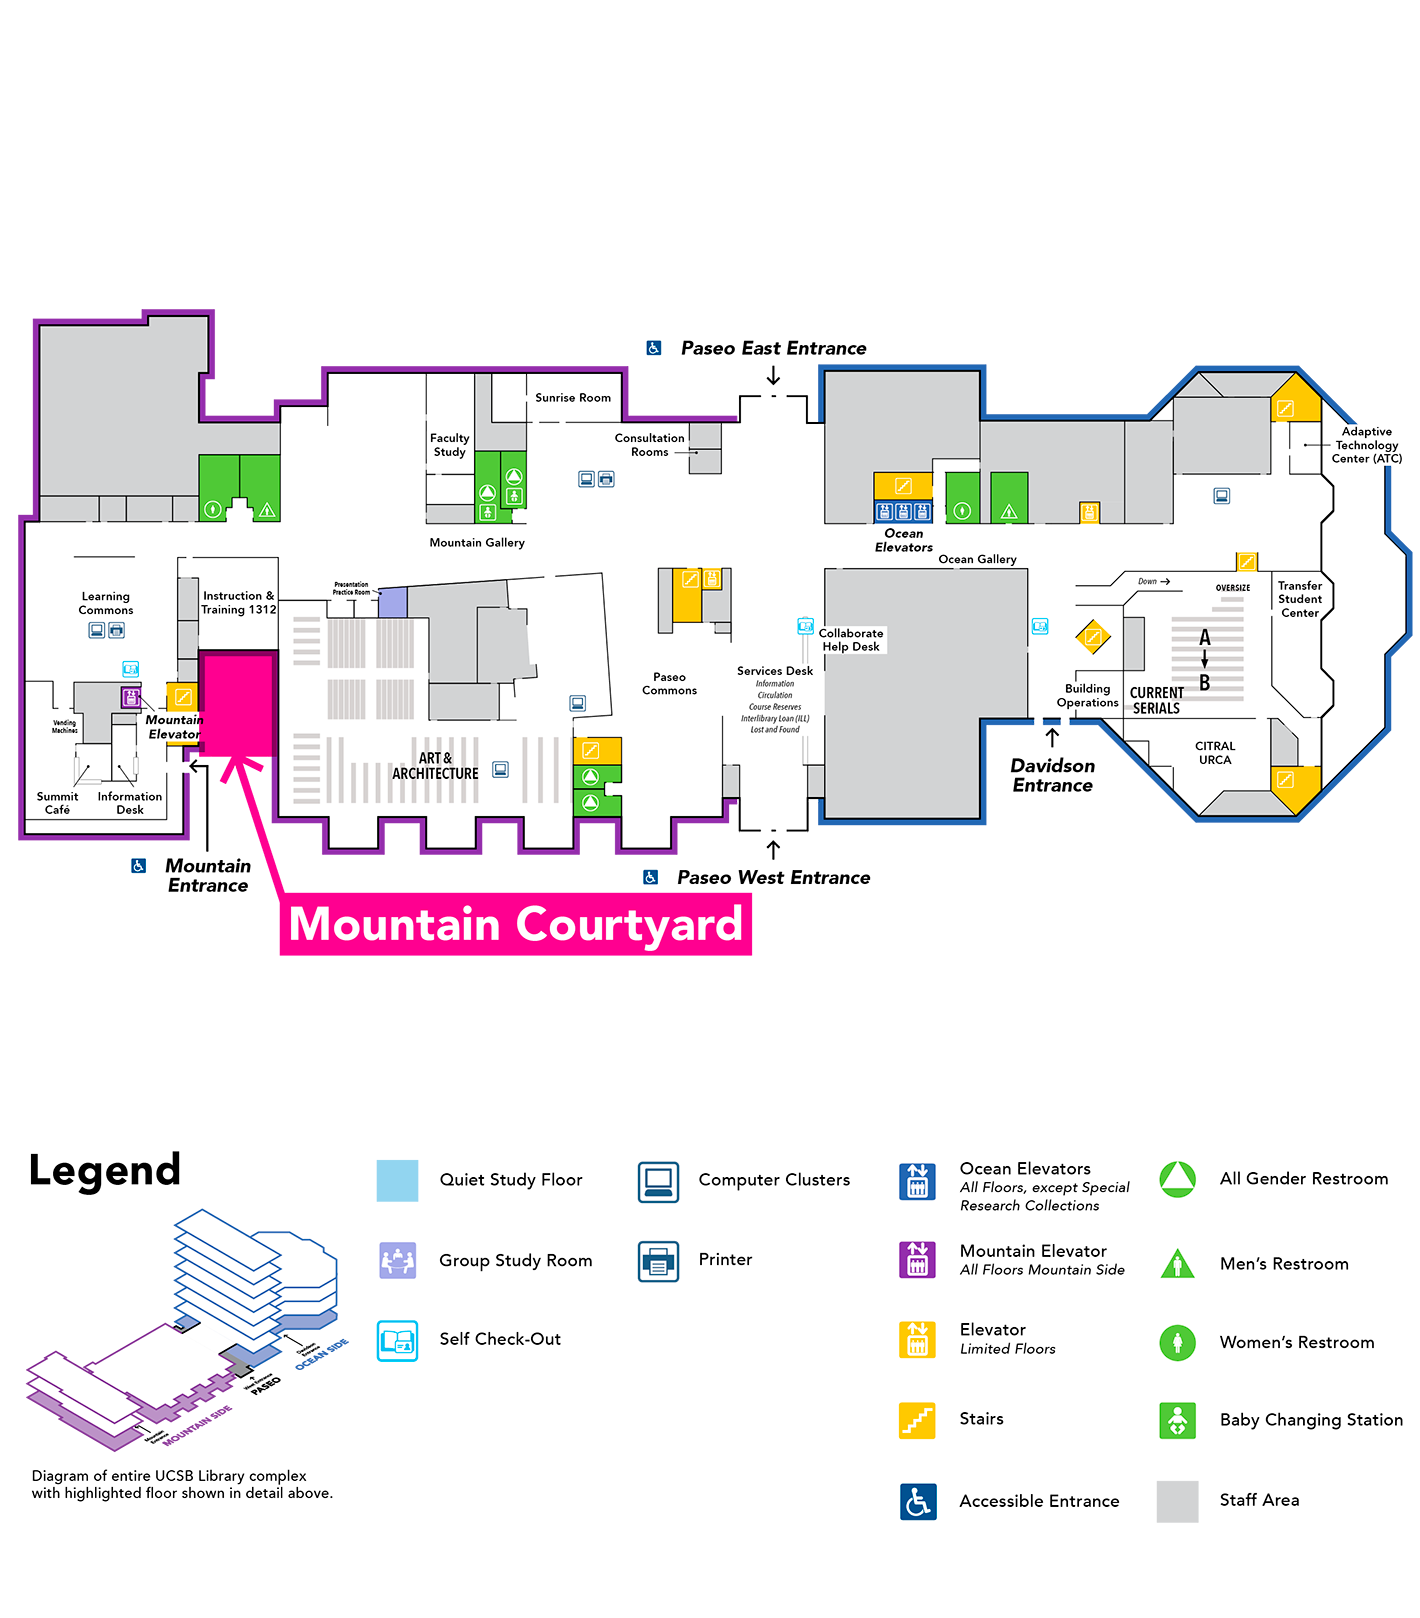 Paseo East Entrance
Sunrise Room
Faculty
Study
Consultation
Rooms
Adaptive
Technology
Center (ATC)
Mountain Gallery
Ocean
Elevators
Ocean Gallery
Presentation
Practice Room
Learning
Commons
Instruction &
Training 1312
Down
OVERSIZE
Transfer
Student
Center
A
B
CURRENT
SERIALS
Collaborate
Help Desk
Services Desk
Information
Circulation
Course Reserves
Interlibrary Loan (ILL)
Lost and Found
Paseo
Commons
Building
Operations
Vending
Machines
Mountain
Elevator
ART &
ARCHITECTURE
CITRAL
URCA
Davidson
Entrance
Summit
Café
Information
Desk
Mountain
Entrance
Paseo West Entrance
Mountain Courtyard
Legend
Quiet Study Floor
Group Study Room
Self Check-Out
Computer Clusters
Printer
Ocean Elevators
All Floors, except Special
Research Collections
Mountain Elevator
All Floors Mountain Side
Elevator
Limited Floors
Stairs
Accessible Entrance
All Gender Restroom
Men's Restroom
Women's Restroom
Baby Changing Station
Staff Area
Davidson
Entrance
OCEAN SIDE
West Entrance
PASEO
MOUNTAIN SIDE
Mountain
Entrance
Diagram of entire UCSB Library complex
with highlighted floor shown in detail above.